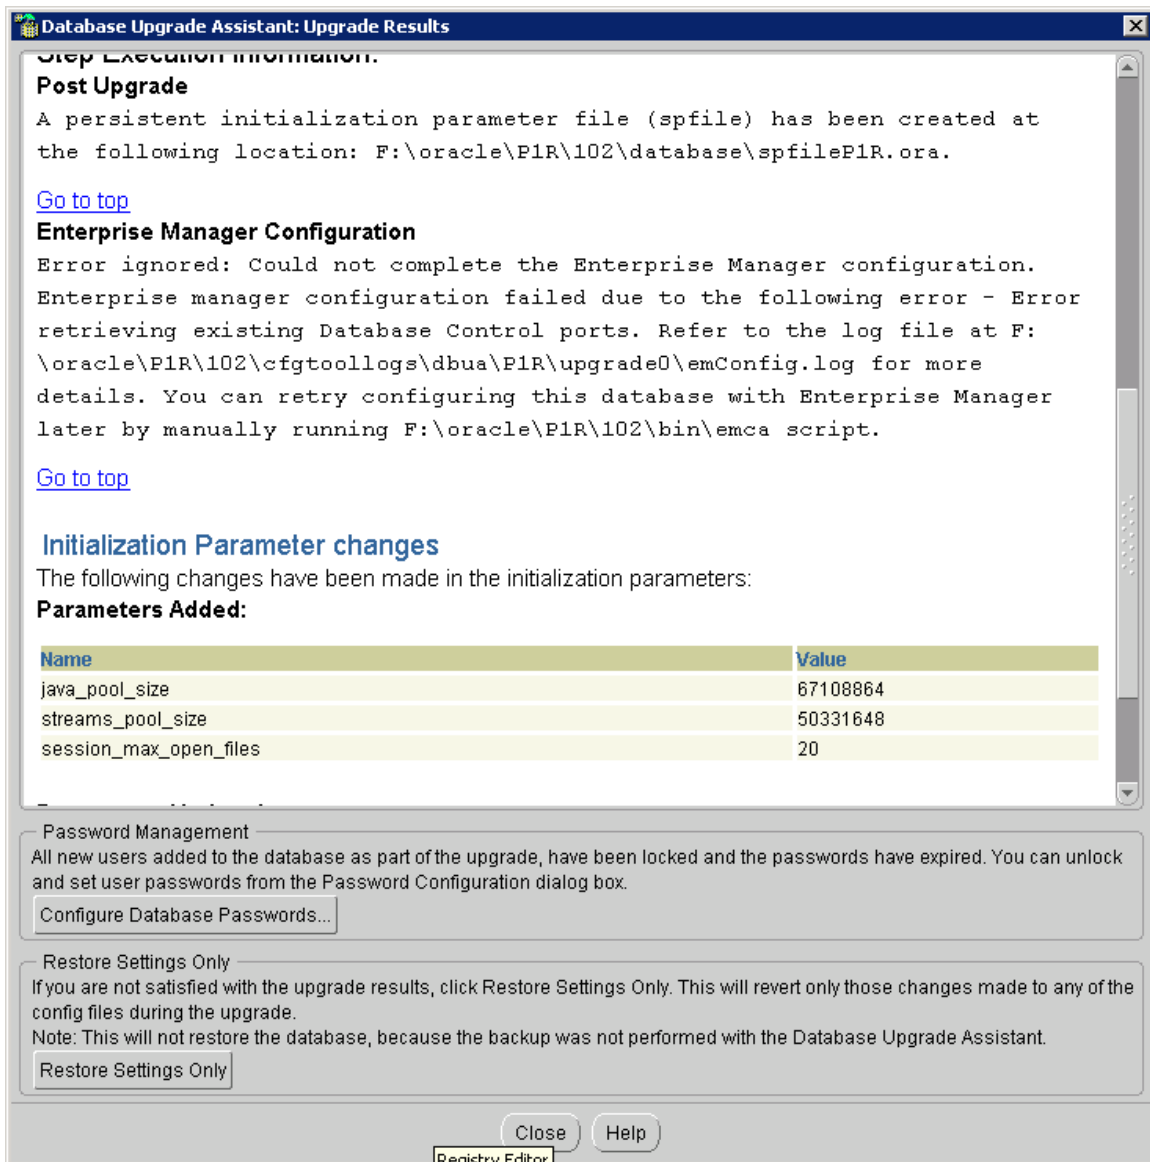 Database Upgrade Assistant: Upgrade Results
Step Execution Information:
Post Upgrade
A persistent initialization parameter file (spfile) has been created at
the following location: F:\oracle\P1R\102\database\spfileP1R.ora.
Go to top
Enterprise Manager Configuration
Error ignored: Could not complete the Enterprise Manager configuration.
Enterprise manager configuration failed due to the following error - Error
retrieving existing Database Control ports. Refer to the log file at F:
\oracle\P1R\102\cfgtoollogs\dbua\P1R\upgrade0\emConfig.log for more
details. You can retry configuring this database with Enterprise Manager
later by manually running F:\oracle\P1R\102\bin\emca script.
Go to top
Initialization Parameter changes
The following changes have been made in the initialization parameters:
Parameters Added:
Name Value
java_pool_size 67108864
streams_pool_size 50331648
session_max_open_files 20
Password Management
All new users added to the database as part of the upgrade, have been locked and the passwords have expired. You can unlock
and set user passwords from the Password Configuration dialog box.
Configure Database Passwords...
Restore Settings Only
If you are not satisfied with the upgrade results, click Restore Settings Only. This will revert only those changes made to any of the
config files during the upgrade.
Note: This will not restore the database, because the backup was not performed with the Database Upgrade Assistant.
Restore Settings Only
Close Help
Registry Editor